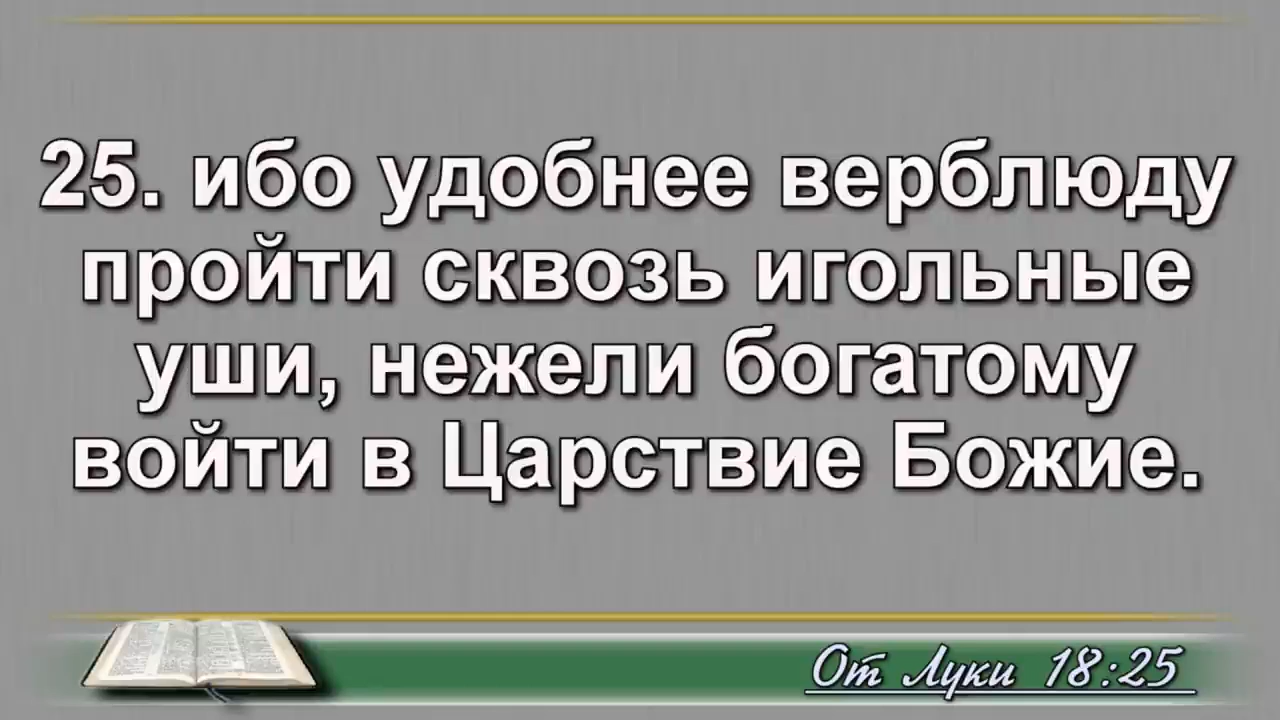 25. ибо удобнее верблюду
пройти сквозь игольные
уши, нежели богатому
войти в Царствие Божие.
От Луки 18:25